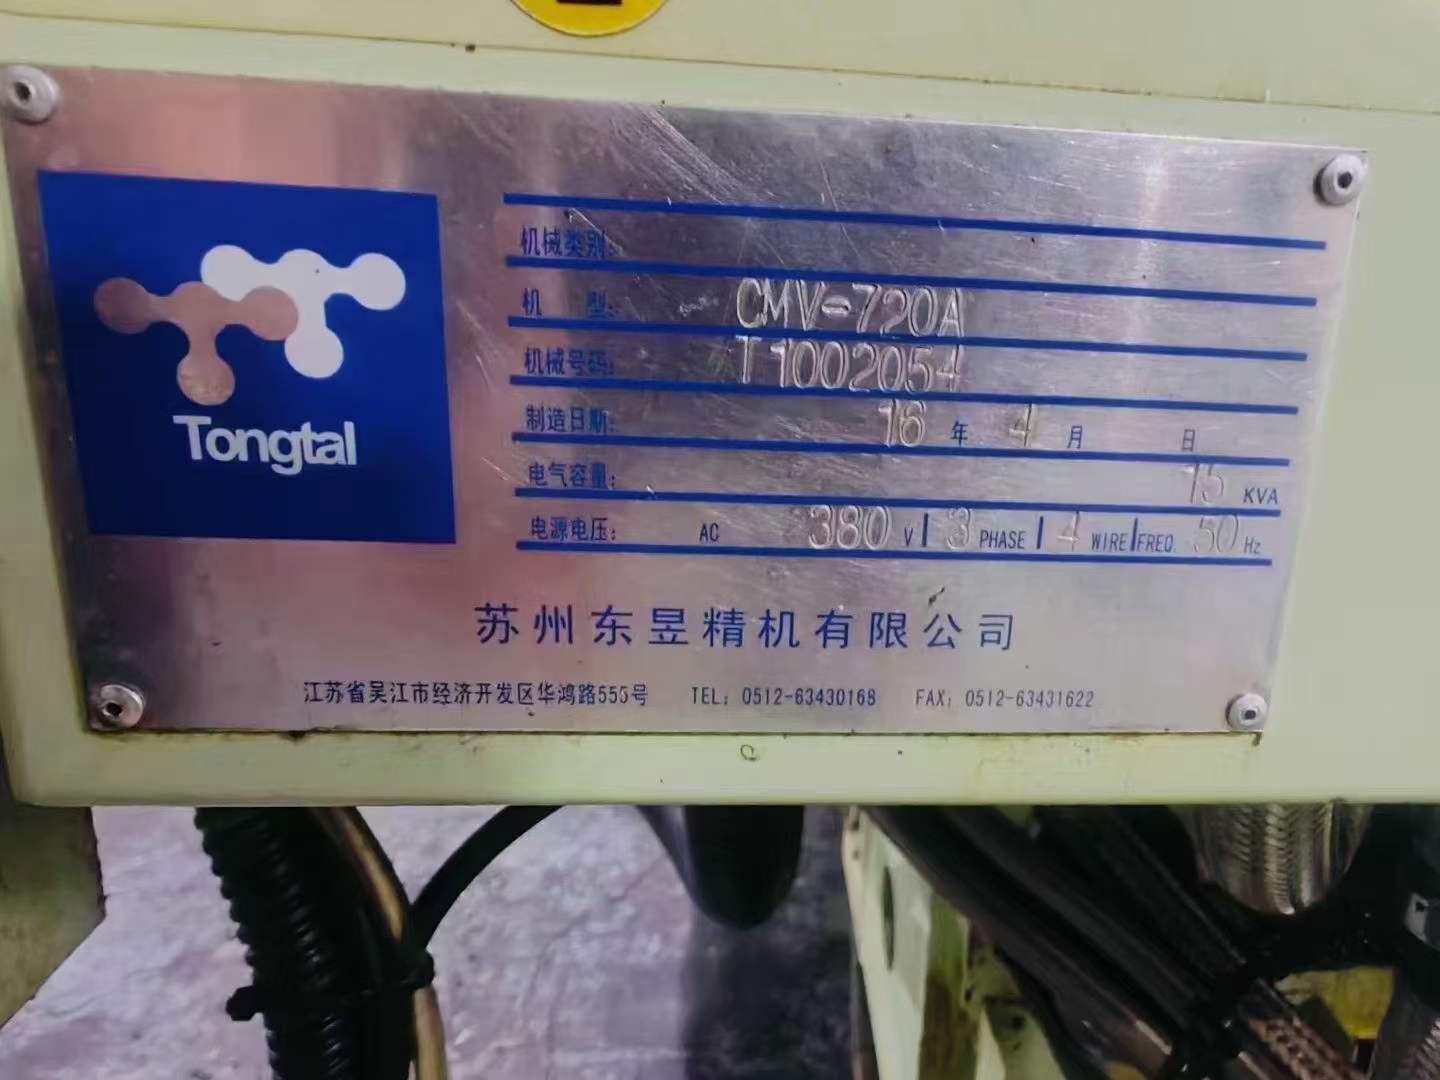 Tongtal
机械类别:
机 型: CMV-720A
机械号码: T1002054
制造日期: 16 年 4 月 日
电气容量: 15 KVA
电源电压: AC 380 V 3 PHASE 4 WIRE FREQ. 50 Hz
苏州东昱精机有限公司
江苏省吴江市经济开发区华鸿路555号 TEL: 0512-63430168 FAX: 0512-63431622